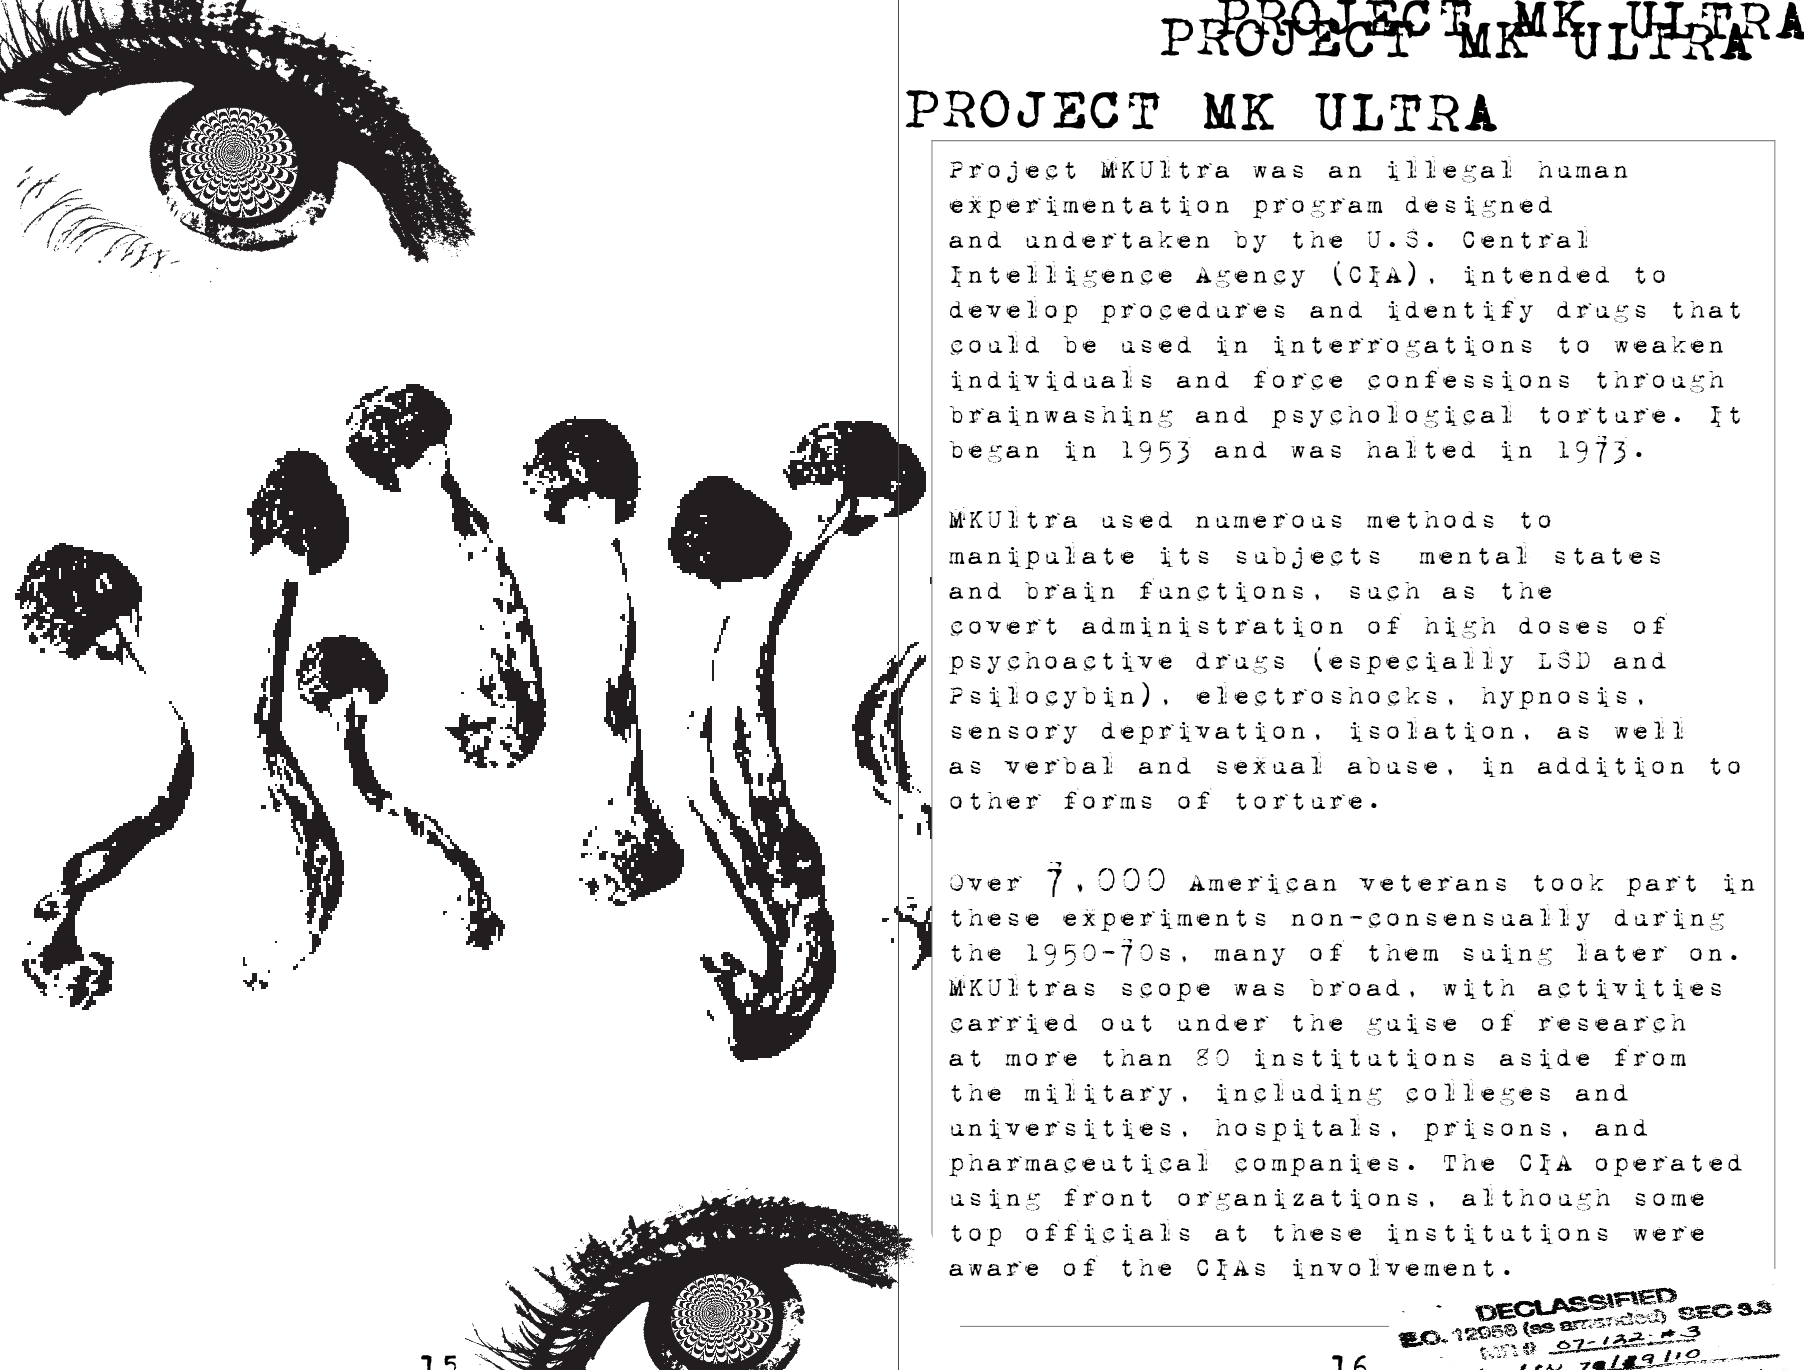 PROJECT MK ULTRA
PROJECT MK ULTRA
PROJECT MK ULTRA
Project MKUltra was an illegal human
experimentation program designed
and undertaken by the U.S. Central
Intelligence Agency (CIA), intended to
develop procedures and identify drugs that
could be used in interrogations to weaken
individuals and force confessions through
brainwashing and psychological torture. It
began in 1953 and was halted in 1973.
MKUltra used numerous methods to
manipulate its subjects mental states
and brain functions, such as the
covert administration of high doses of
psychoactive drugs (especially LSD and
Psilocybin), electroshocks, hypnosis,
sensory deprivation, isolation, as well
as verbal and sexual abuse, in addition to
other forms of torture.
Over 7,000 American veterans took part in
these experiments non-consensually during
the 1950-70s, many of them suing later on.
MKUltras scope was broad, with activities
carried out under the guise of research
at more than 80 institutions aside from
the military, including colleges and
universities, hospitals, prisons, and
pharmaceutical companies. The CIA operated
using front organizations, although some
top officials at these institutions were
aware of the CIAs involvement.
DECLASSIFIED
E.O. 12958 (as amended) SEC 3.3
07-122 # 3
15
16